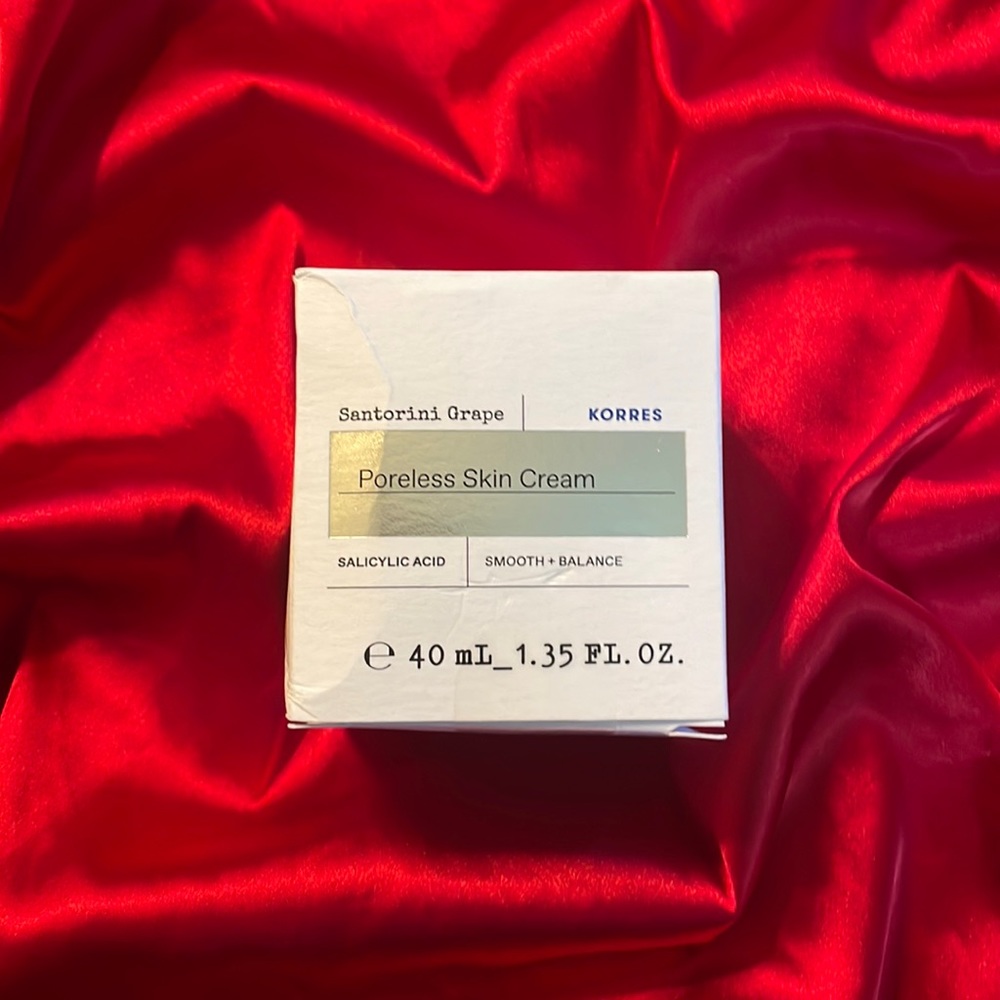 Santorini Grape KORRES
Poreless Skin Cream
SALICYLIC ACID SMOOTH + BALANCE
℮ 40 mL_1.35 FL.OZ.